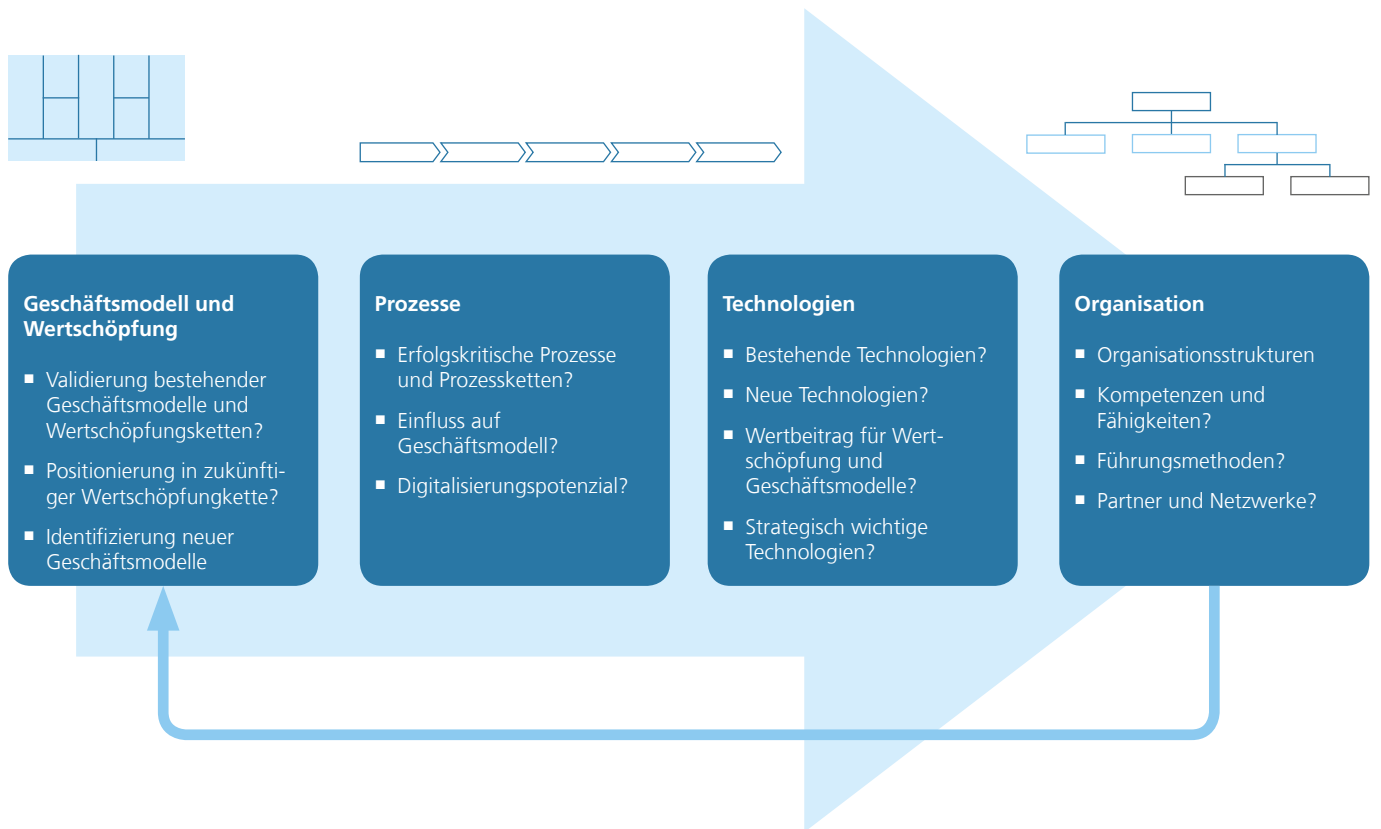 Geschäftsmodell und
Wertschöpfung
▪ Validierung bestehender
Geschäftsmodelle und
Wertschöpfungsketten?
▪ Positionierung in zukünfti-
ger Wertschöpfungkette?
▪ Identifizierung neuer
Geschäftsmodelle
Prozesse
▪ Erfolgskritische Prozesse
und Prozessketten?
▪ Einfluss auf
Geschäftsmodell?
▪ Digitalisierungspotenzial?
Technologien
▪ Bestehende Technologien?
▪ Neue Technologien?
▪ Wertbeitrag für Wert-
schöpfung und
Geschäftsmodelle?
▪ Strategisch wichtige
Technologien?
Organisation
▪ Organisationsstrukturen
▪ Kompetenzen und
Fähigkeiten?
▪ Führungsmethoden?
▪ Partner und Netzwerke?